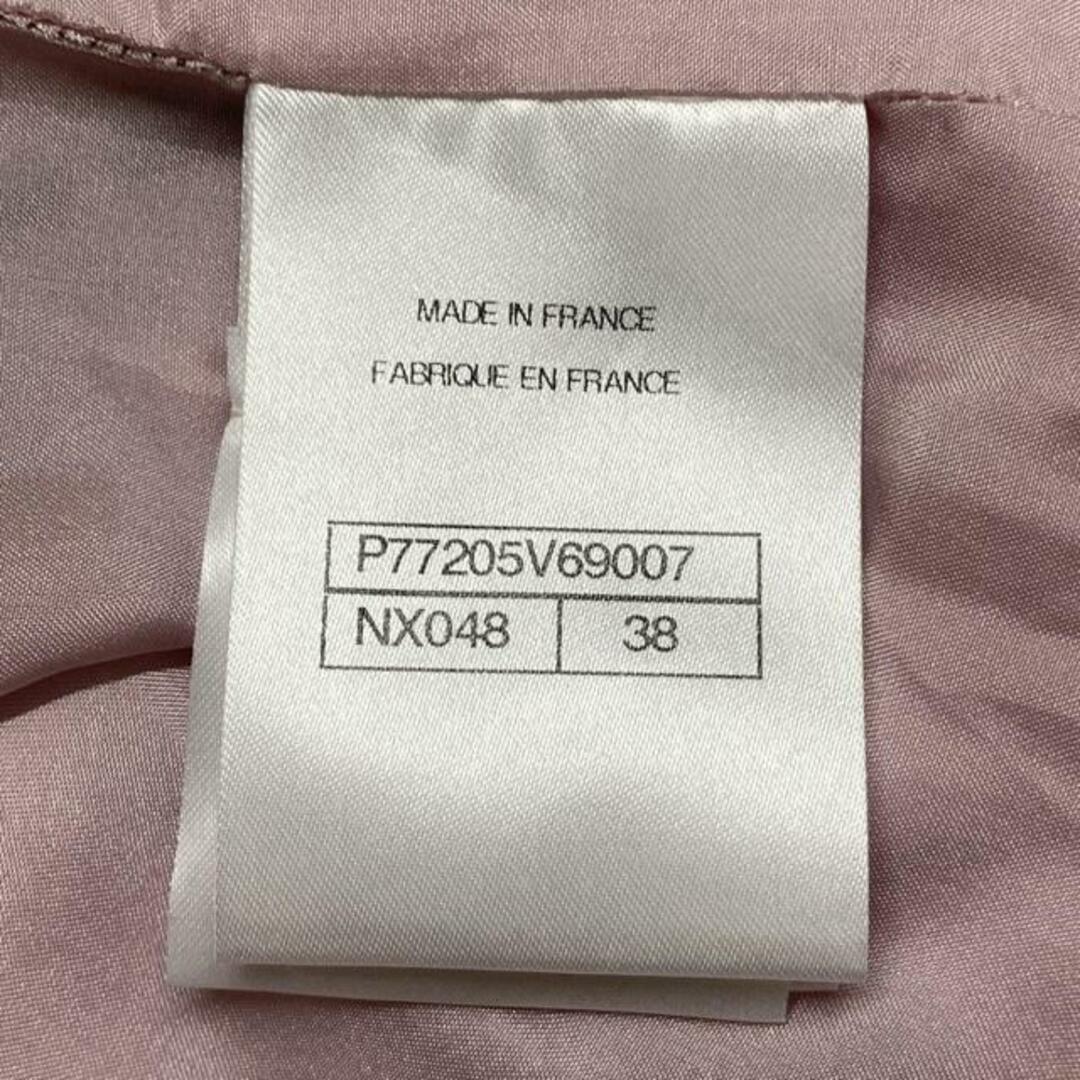 MADE IN FRANCE
FABRIQUE EN FRANCE
P77205V69007
NX048 38